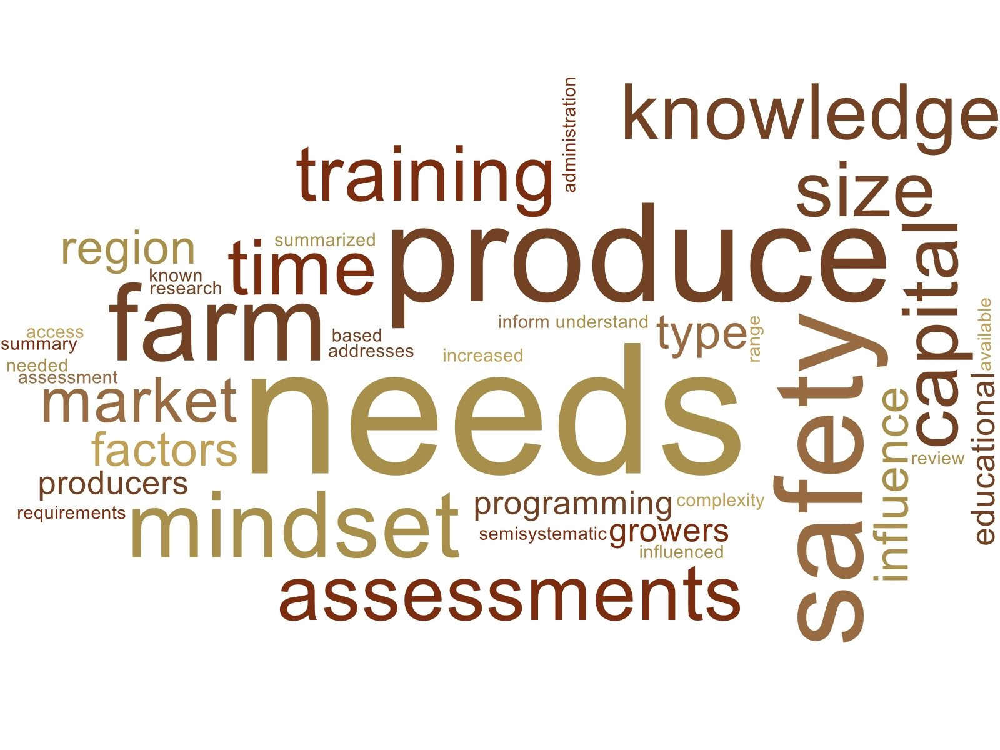 administration
knowledge
training
size
produce
region
summarized
time
known
research
capital
farm
inform
understand
type
range
available
access
summary
based
addresses
increased
safety
needed
assessment
market
needs
educational
influence
factors
review
producers
mindset
programming
complexity
requirements
semisystematic
growers
influenced
assessments